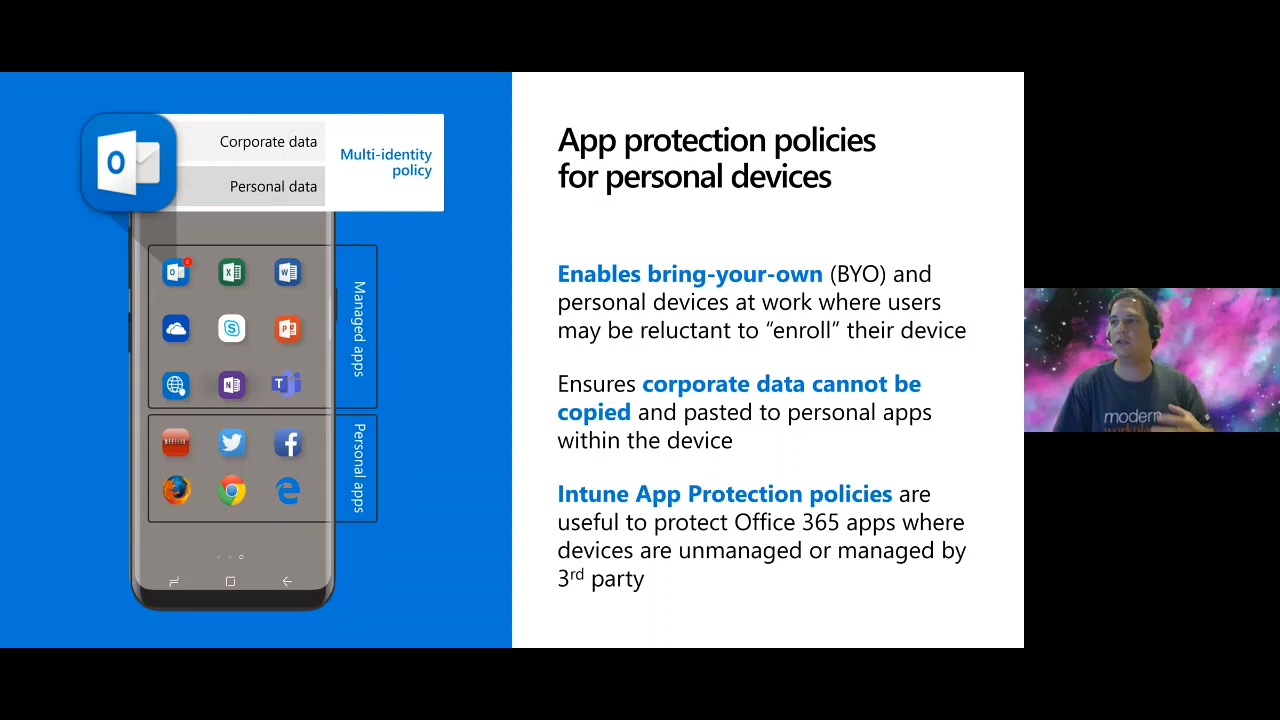 Corporate data
Personal data
Multi-identity
policy
O
2
Managed apps
NETFLIX
Personal apps
App protection policies
for personal devices
Enables bring-your-own (BYO) and
personal devices at work where users
may be reluctant to “enroll“ their device
Ensures corporate data cannot be
copied and pasted to personal apps
within the device
Intune App Protection policies are
useful to protect Office 365 apps where
devices are unmanaged or managed by
3rd party
modern